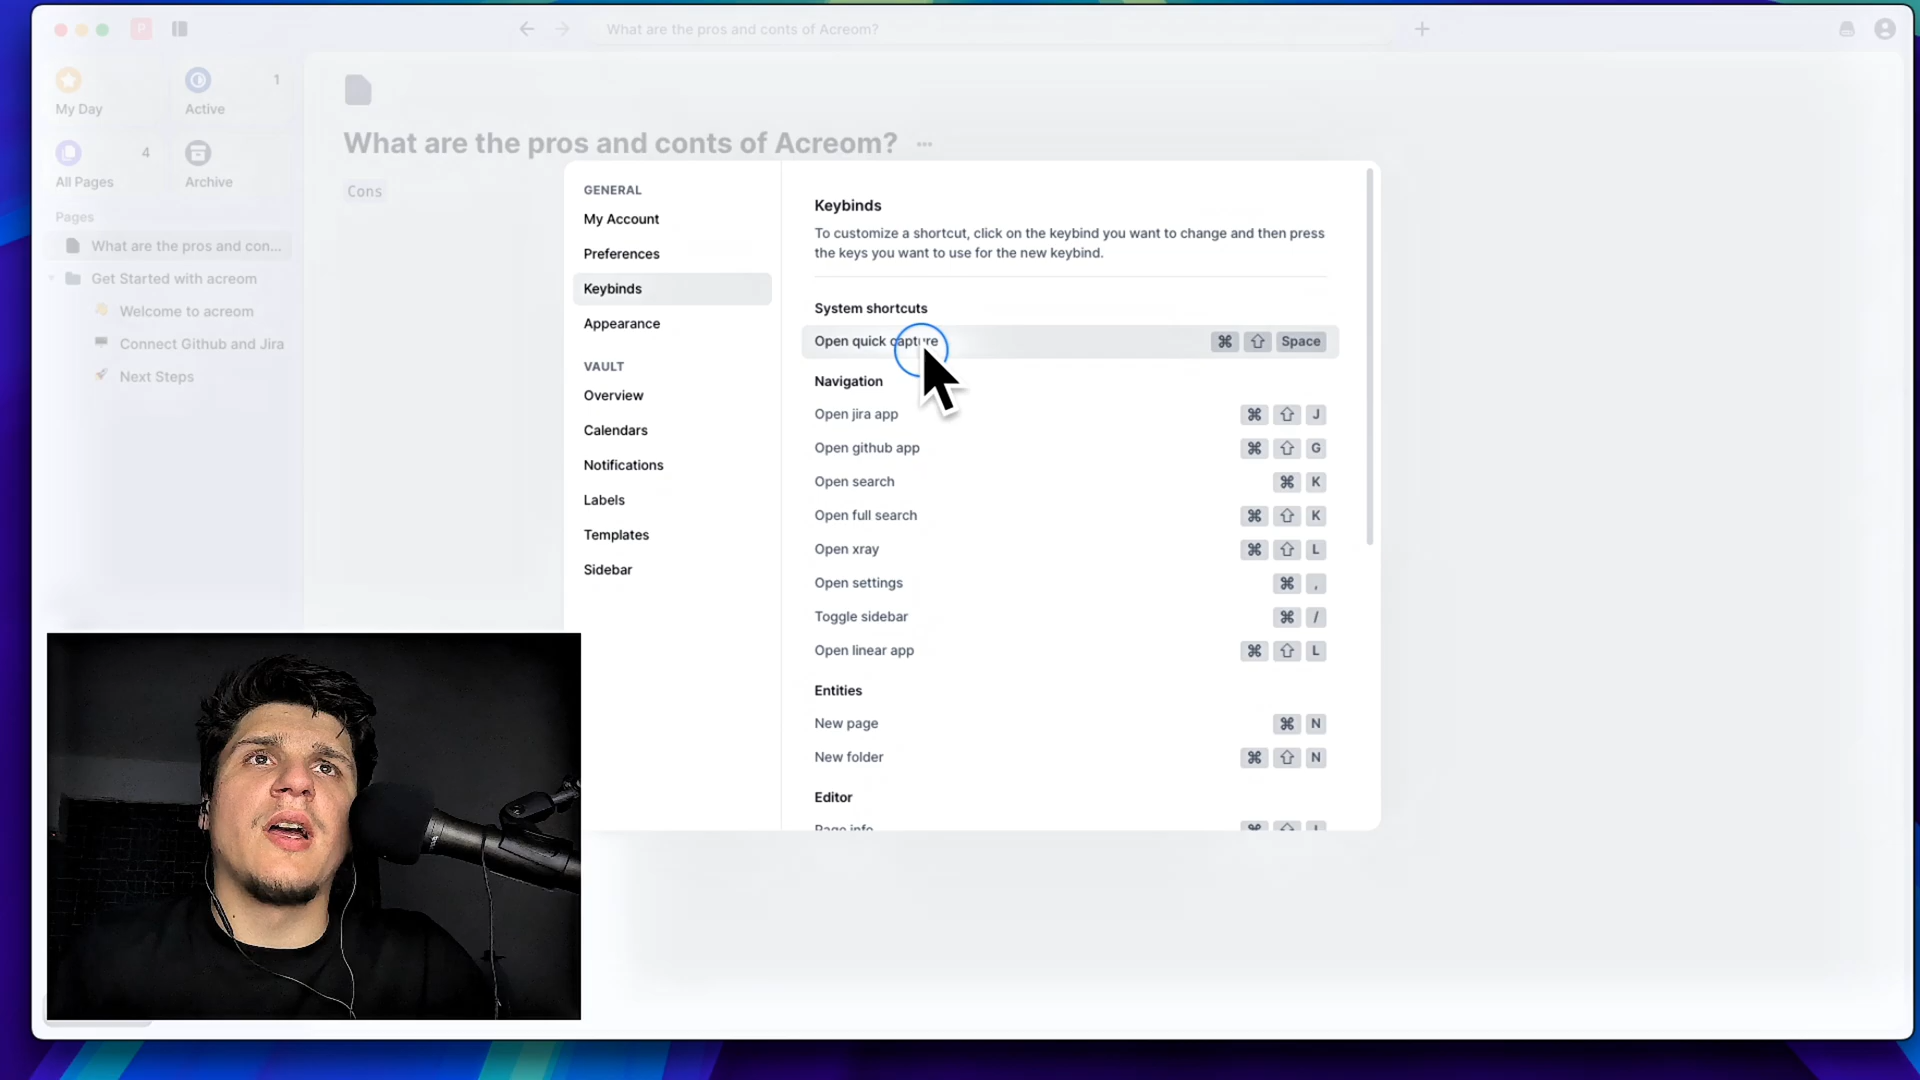 What are the pros and conts of Acreom?
My Day
Active
1
All Pages
4
Archive
Pages
What are the pros and con...
Get Started with acreom
Welcome to acreom
Connect Github and Jira
Next Steps
What are the pros and conts of Acreom?
Cons
GENERAL
My Account
Preferences
Keybinds
Appearance
VAULT
Overview
Calendars
Notifications
Labels
Templates
Sidebar
Keybinds
To customize a shortcut, click on the keybind you want to change and then press
the keys you want to use for the new keybind.
System shortcuts
Open quick capture ⌘ ⇧ Space
Navigation
Open jira app ⌘ ⇧ J
Open github app ⌘ ⇧ G
Open search ⌘ K
Open full search ⌘ ⇧ K
Open xray ⌘ ⇧ L
Open settings ⌘ ,
Toggle sidebar ⌘ /
Open linear app ⌘ ⇧ L
Entities
New page ⌘ N
New folder ⌘ ⇧ N
Editor
Page info ⌘ ⇧